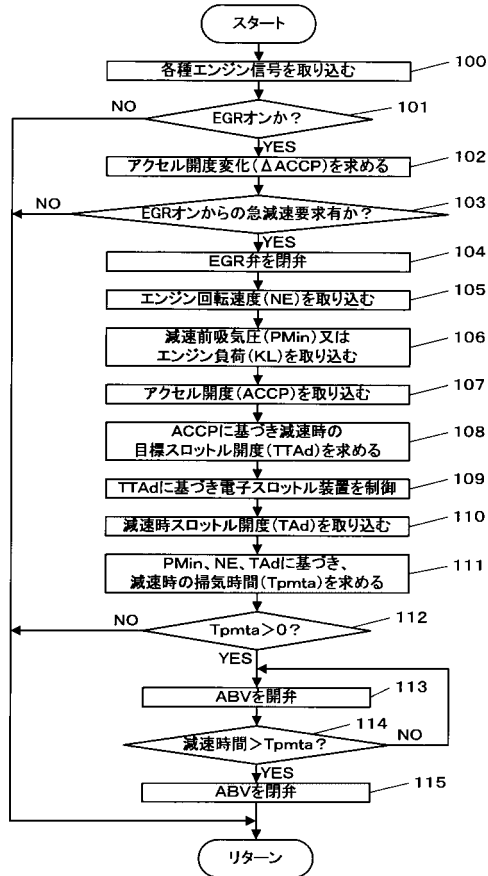 スタート
各種エンジン信号を取り込む
100
NO
EGRオンか？
101
YES
アクセル開度変化(ΔACCP)を求める
102
NO
EGRオンからの急減速要求有か？
103
YES
EGR弁を閉弁
104
エンジン回転速度(NE)を取り込む
105
減速前吸気圧(PMin)又は
エンジン負荷(KL)を取り込む
106
アクセル開度(ACCP)を取り込む
107
ACCPに基づき減速時の
目標スロットル開度(TTAd)を求める
108
TTAdに基づき電子スロットル装置を制御
109
減速時スロットル開度(TAd)を取り込む
110
PMin、NE、TAdに基づき、
減速時の掃気時間(Tpmta)を求める
111
NO
Tpmta>0？
112
YES
ABVを開弁
113
減速時間>Tpmta？
114
NO
YES
ABVを閉弁
115
リターン